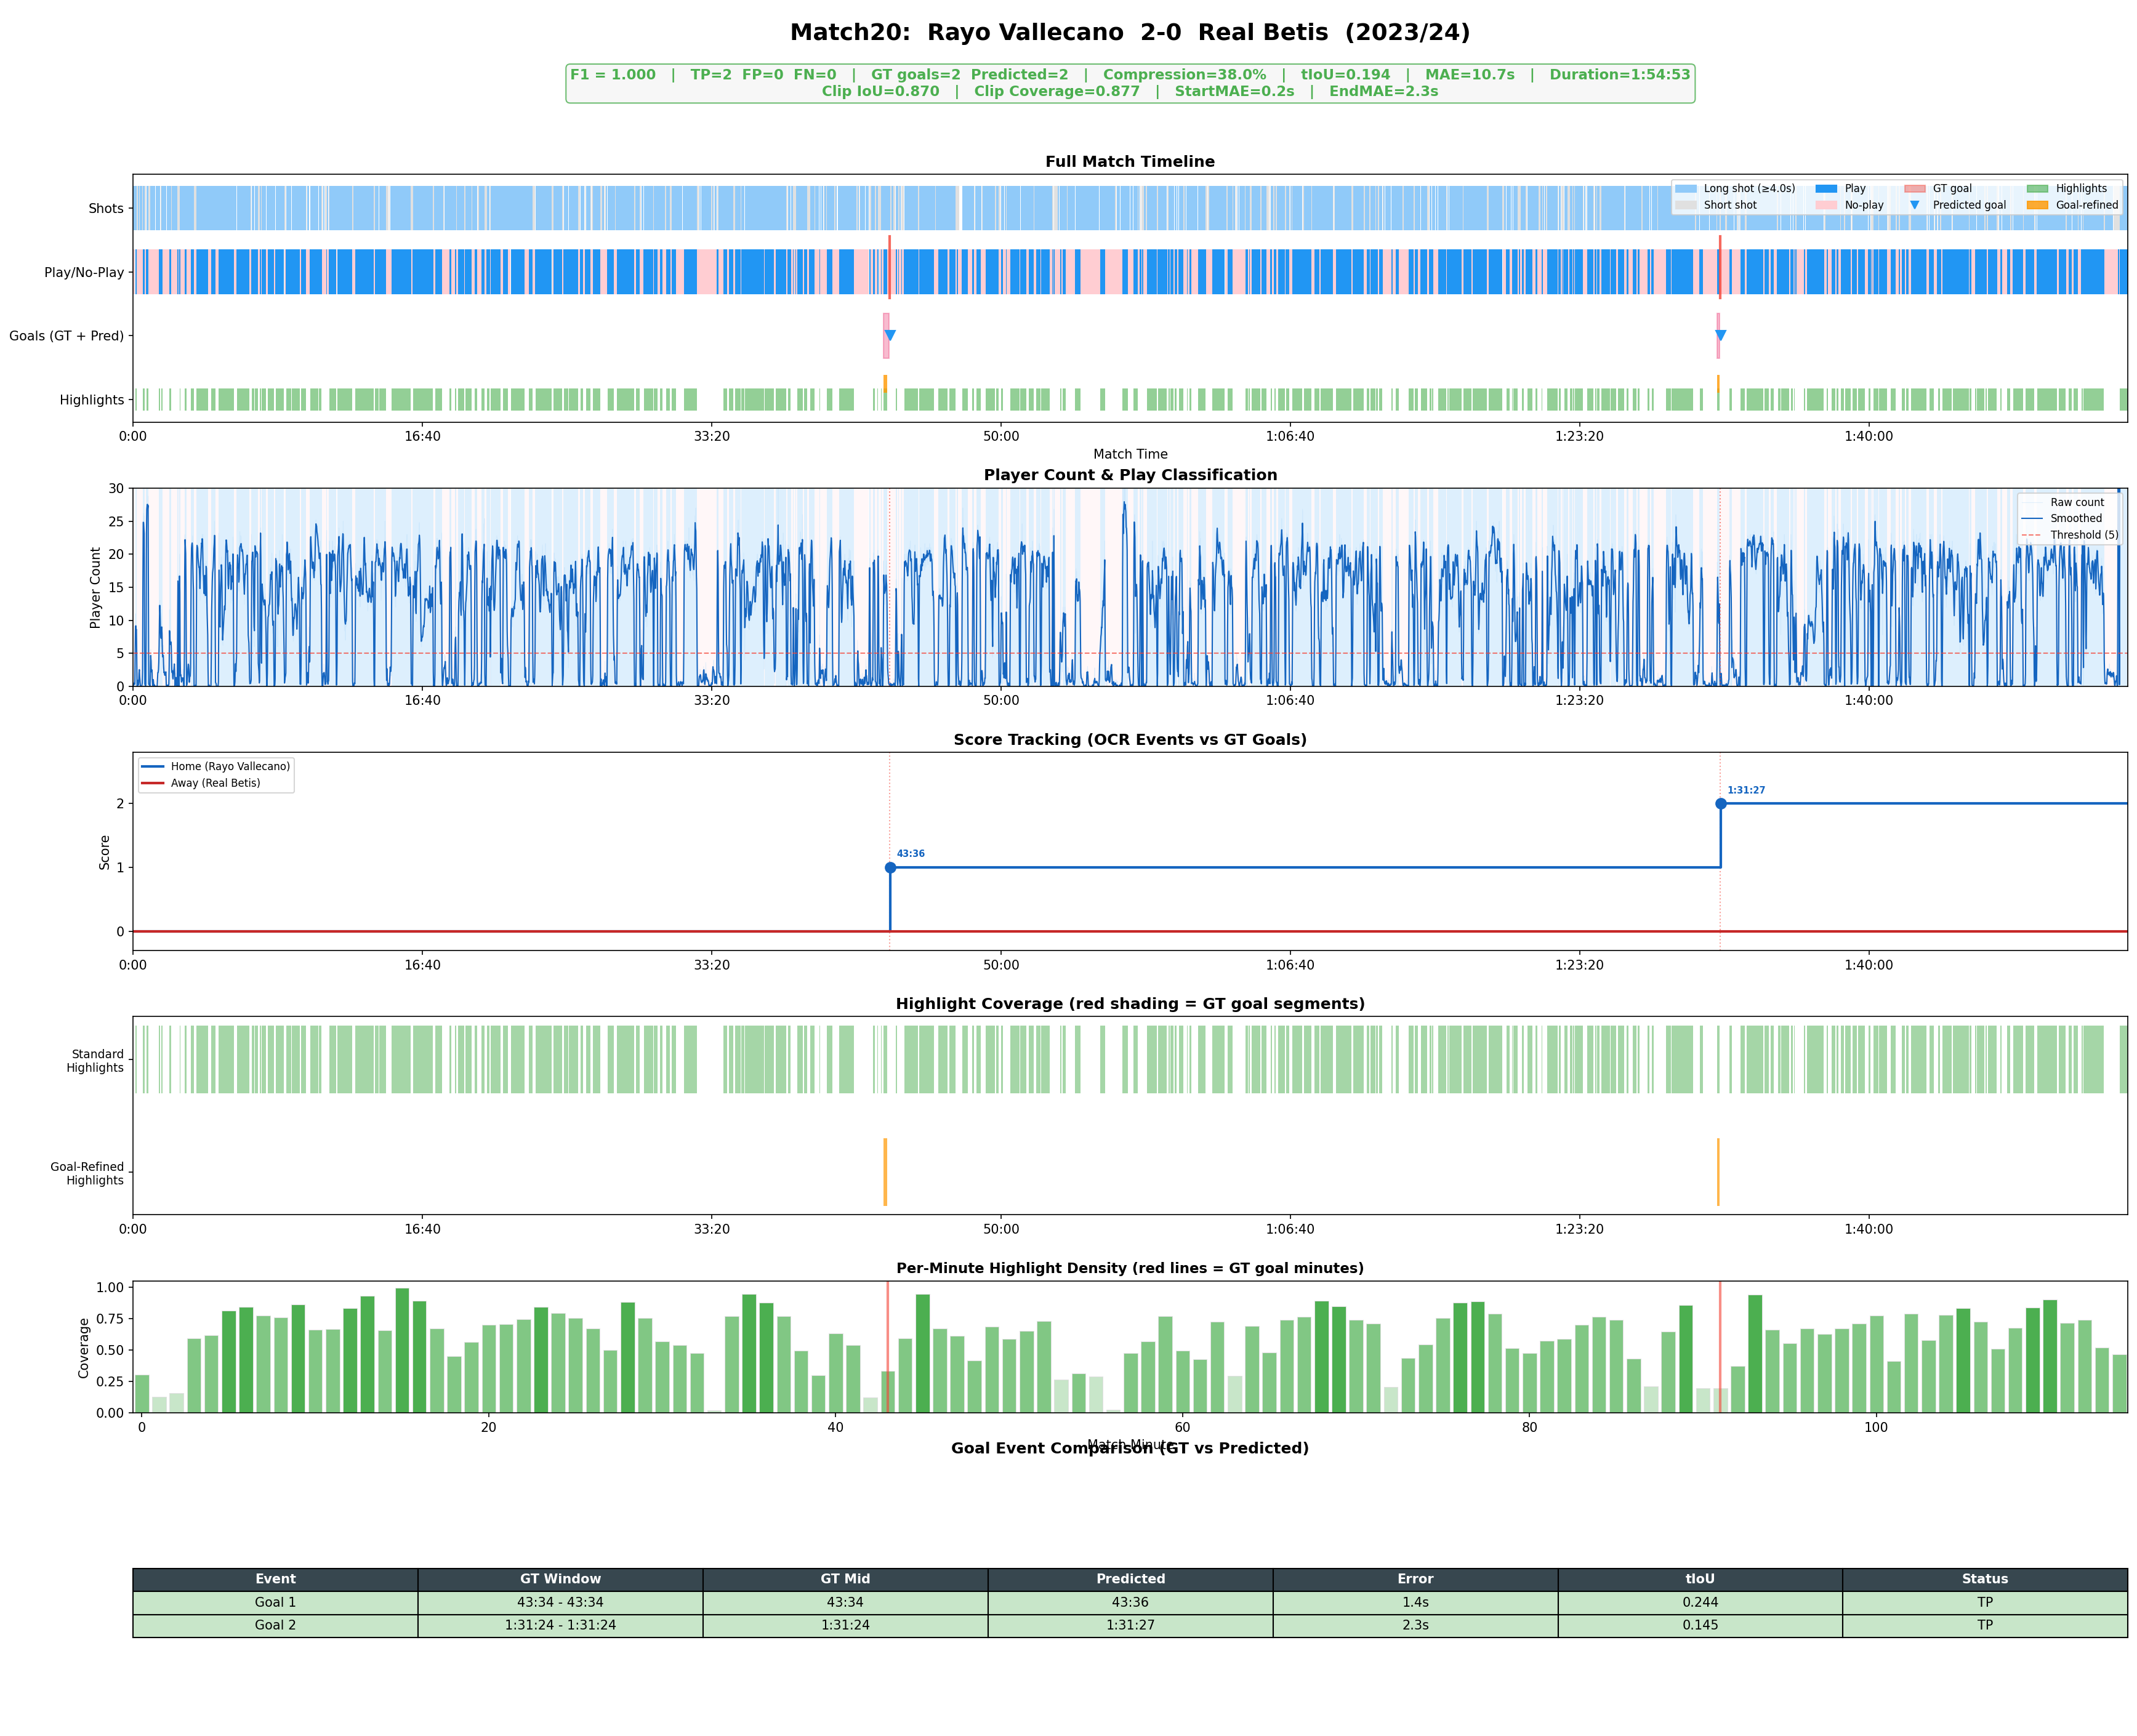 Match20:  Rayo Vallecano  2-0  Real Betis  (2023/24)
F1 = 1.000   |   TP=2  FP=0  FN=0   |   GT goals=2  Predicted=2   |   Compression=38.0%   |   tIoU=0.194   |   MAE=10.7s   |   Duration=1:54:53
Clip IoU=0.870   |   Clip Coverage=0.877   |   StartMAE=0.2s   |   EndMAE=2.3s
Full Match Timeline
Long shot (≥4.0s)  Play  GT goal  Highlights
Short shot  No-play  Predicted goal  Goal-refined
Shots
Play/No-Play
Goals (GT + Pred)
Highlights
0:00  16:40  33:20  50:00  1:06:40  1:23:20  1:40:00
Match Time
Player Count & Play Classification
Raw count
Smoothed
Threshold (5)
Player Count
30
25
20
15
10
5
0
0:00  16:40  33:20  50:00  1:06:40  1:23:20  1:40:00
Score Tracking (OCR Events vs GT Goals)
Home (Rayo Vallecano)
Away (Real Betis)
1:31:27
43:36
Score
2
1
0
0:00  16:40  33:20  50:00  1:06:40  1:23:20  1:40:00
Highlight Coverage (red shading = GT goal segments)
Standard
Highlights
Goal-Refined
Highlights
0:00  16:40  33:20  50:00  1:06:40  1:23:20  1:40:00
Per-Minute Highlight Density (red lines = GT goal minutes)
Coverage
1.00
0.75
0.50
0.25
0.00
0  20  40  60  80  100
Match Minute
Goal Event Comparison (GT vs Predicted)
Event  GT Window  GT Mid  Predicted  Error  tIoU  Status
Goal 1  43:34 - 43:34  43:34  43:36  1.4s  0.244  TP
Goal 2  1:31:24 - 1:31:24  1:31:24  1:31:27  2.3s  0.145  TP